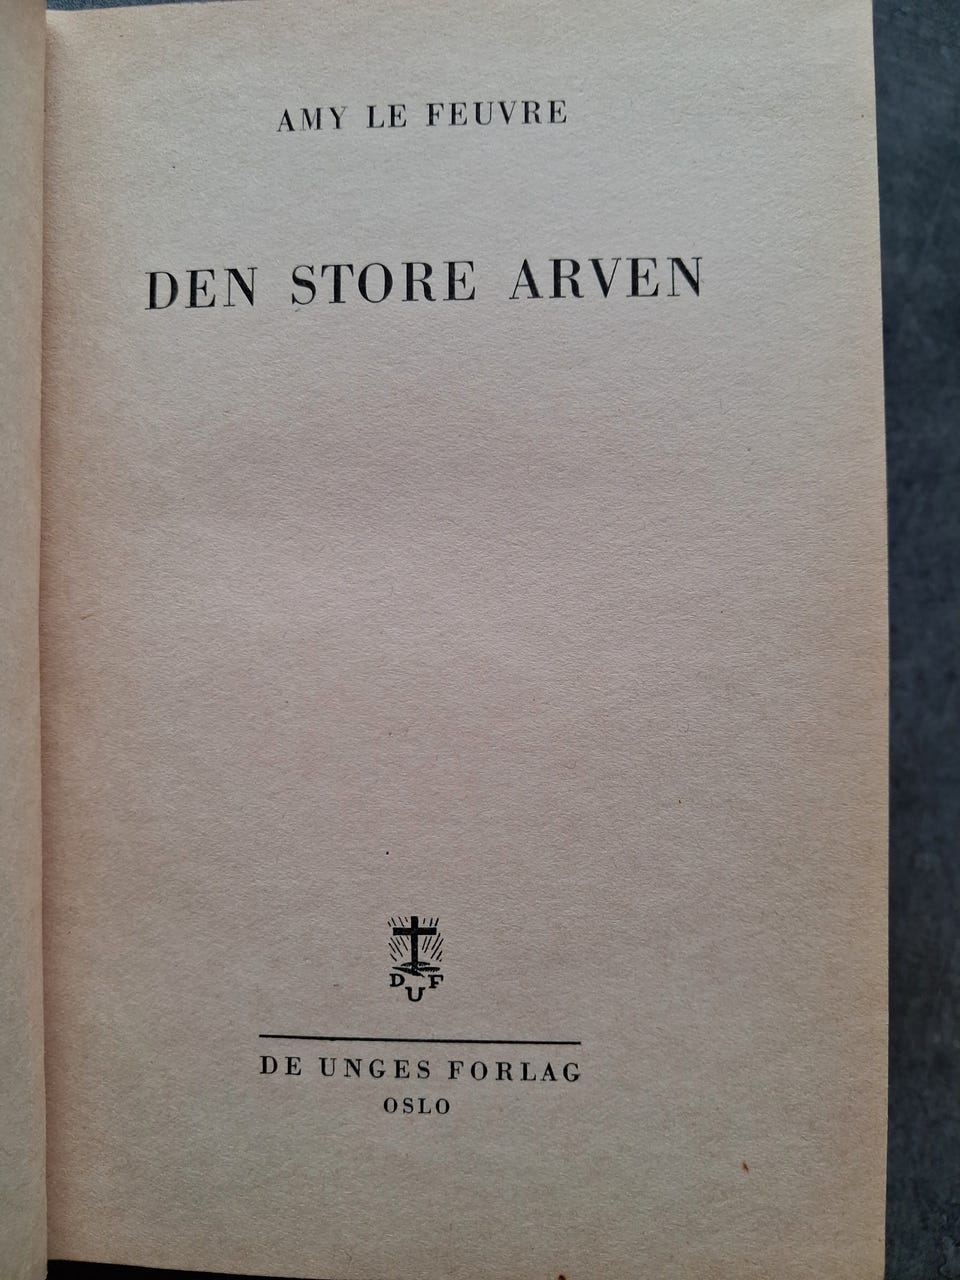 AMY LE FEUVRE
DEN STORE ARVEN
D U F
DE UNGES FORLAG
OSLO